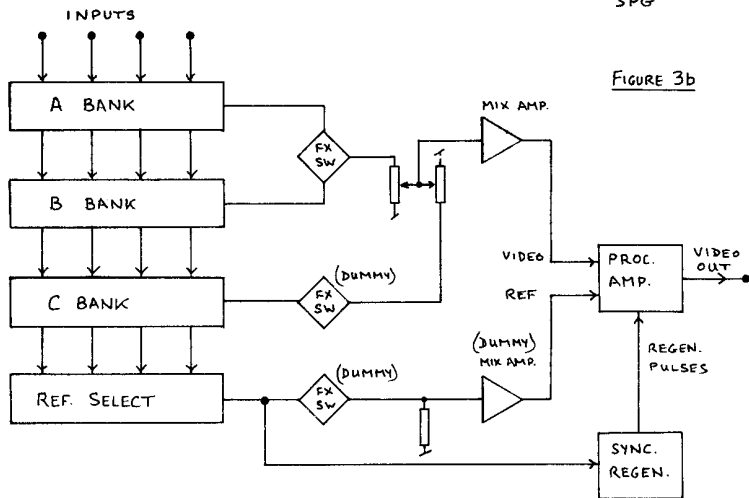 INPUTS
SPG
FIGURE 3b
A BANK
MIX AMP.
FX
SW
B BANK
(DUMMY)
VIDEO
PROC.
AMP.
VIDEO
OUT
C BANK
FX
SW
REF
(DUMMY)
MIX AMP.
REGEN.
PULSES
(DUMMY)
REF. SELECT
FX
SW
SYNC.
REGEN.